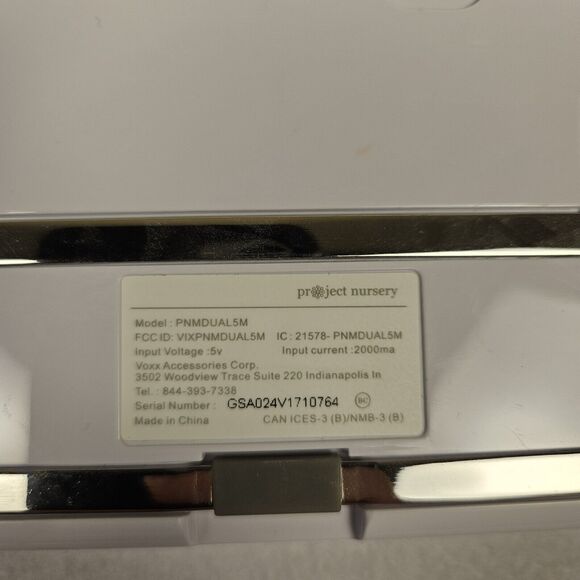 project nursery
Model : PNMDUAL5M
FCC ID: VIXPNMDUAL5M IC : 21578- PNMDUAL5M
Input Voltage :5v Input current :2000ma
Voxx Accessories Corp.
3502 Woodview Trace Suite 220 Indianapolis In
Tel. : 844-393-7338
Serial Number : GSA024V1710764 BC
Made in China CAN ICES-3 (B)/NMB-3 (B)